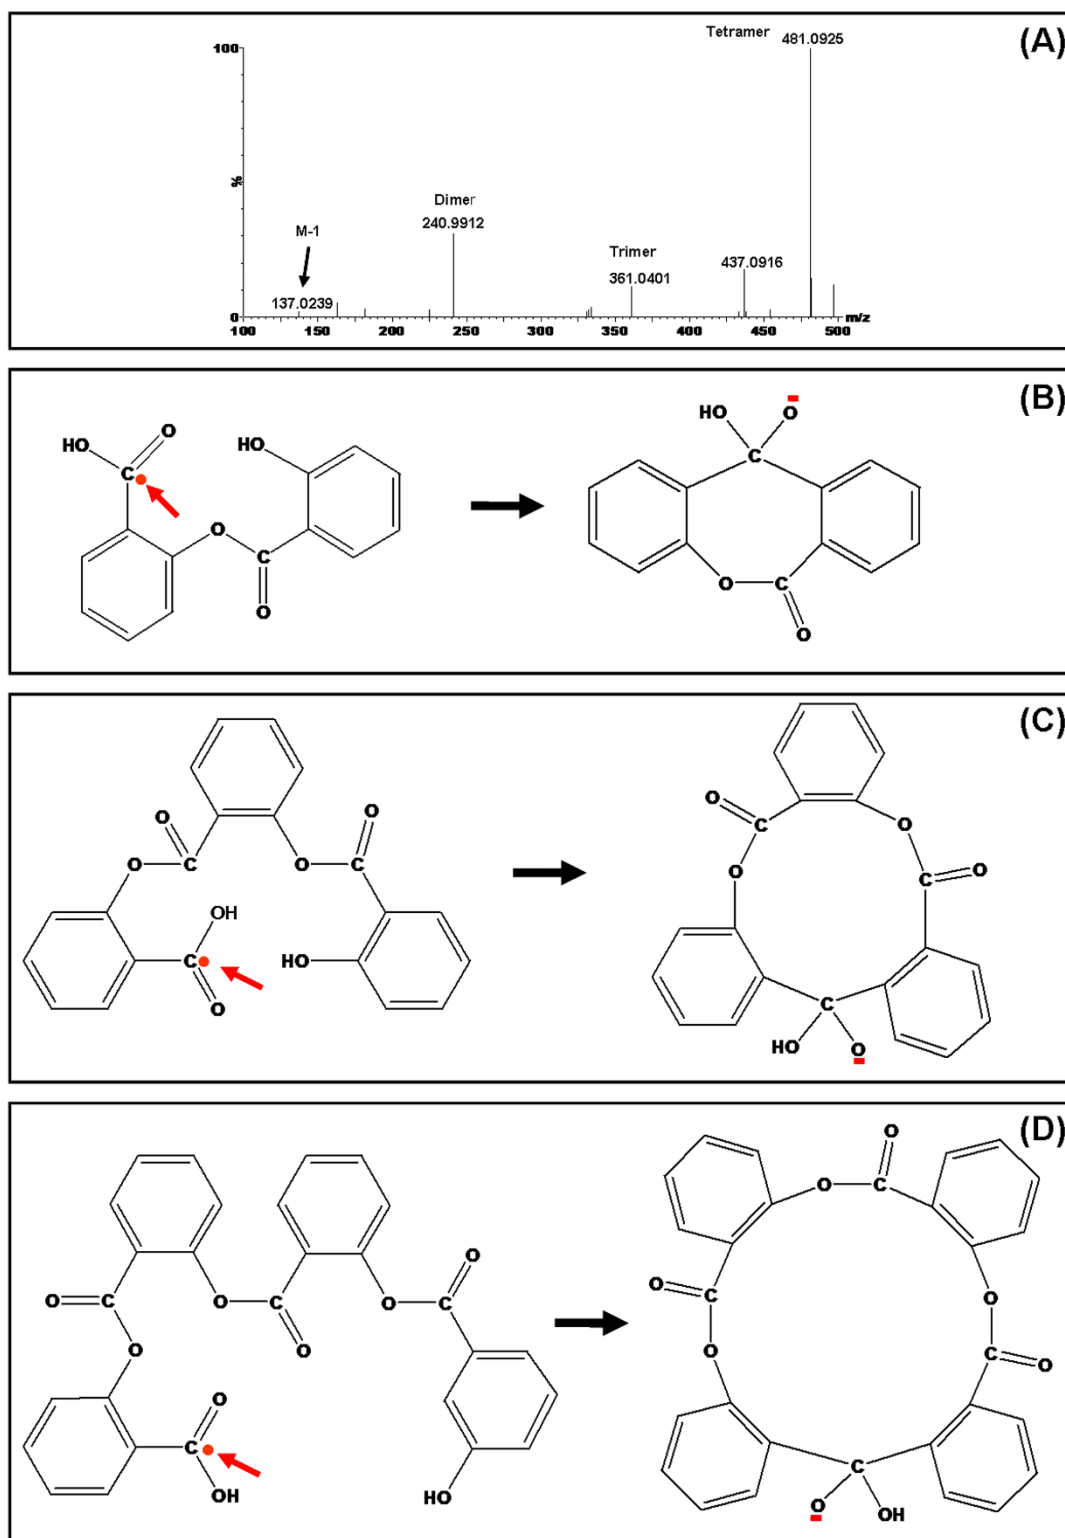 (A)
Tetramer 481.0925
100
%
Dimer
240.9912
M-1
Trimer
361.0401
437.0916
137.0239
0
100 150 200 250 300 350 400 450 500 m/z
(B)
HO O
C
HO
O
C
O
HO O
C
O C
O
(C)
O
C
O
O
C
O
OH
C
O
HO
O
C
O
O
C
O
C
HO
O
(D)
O
C
O
C
O
O
C
O
O
C
O
O
C
OH
HO
O
O
C
O
C
O
O
C
O
C
O
OH